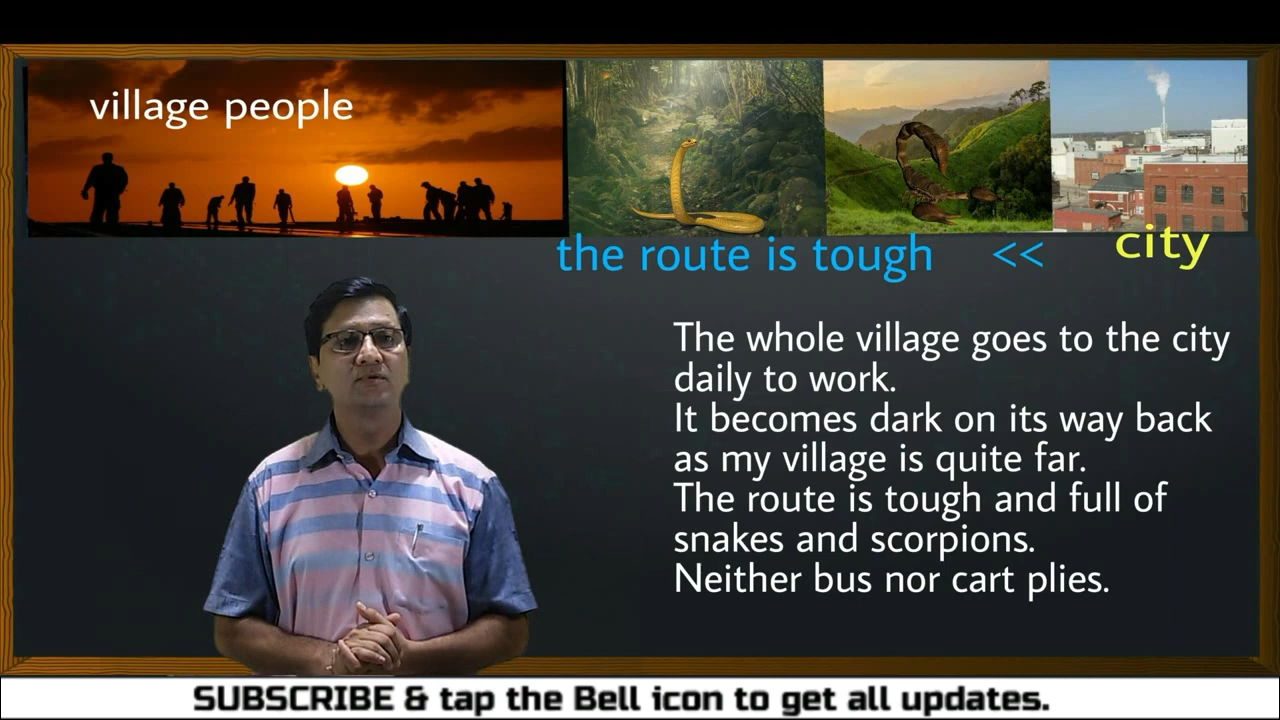 village people
the route is tough <<
city
The whole village goes to the city
daily to work.
It becomes dark on its way back
as my village is quite far.
The route is tough and full of
snakes and scorpions.
Neither bus nor cart plies.
SUBSCRIBE & tap the Bell icon to get all updates.